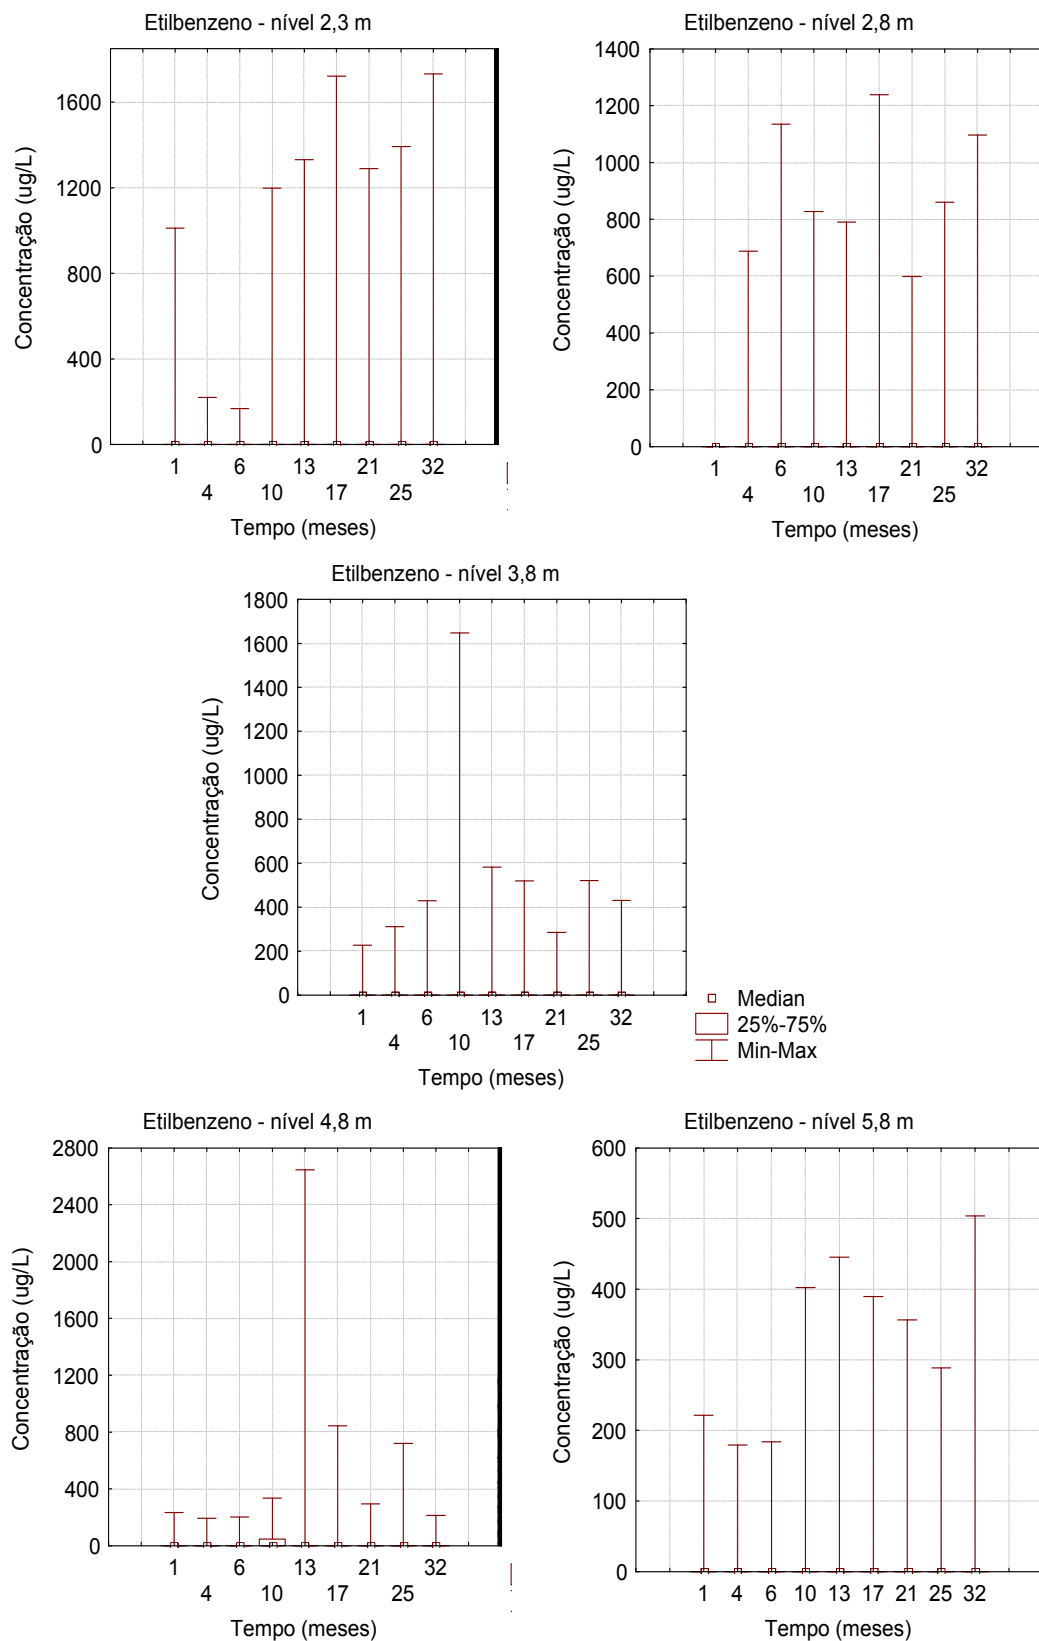 Etilbenzeno - nível 2,3 m
Concentração (ug/L)
1600
1200
800
400
0
1 6 13 21 32
4 10 17 25
Tempo (meses)
Etilbenzeno - nível 2,8 m
Concentração (ug/L)
1400
1200
1000
800
600
400
200
0
1 6 13 21 32
4 10 17 25
Tempo (meses)
Etilbenzeno - nível 3,8 m
Concentração (ug/L)
1800
1600
1400
1200
1000
800
600
400
200
0
1 6 13 21 32
4 10 17 25
Tempo (meses)
Median
25%-75%
Min-Max
Etilbenzeno - nível 4,8 m
Concentração (ug/L)
2800
2400
2000
1600
1200
800
400
0
1 6 13 21 32
4 10 17 25
Tempo (meses)
Etilbenzeno - nível 5,8 m
Concentração (ug/L)
600
500
400
300
200
100
0
1 4 6 10 13 17 21 25 32
Tempo (meses)